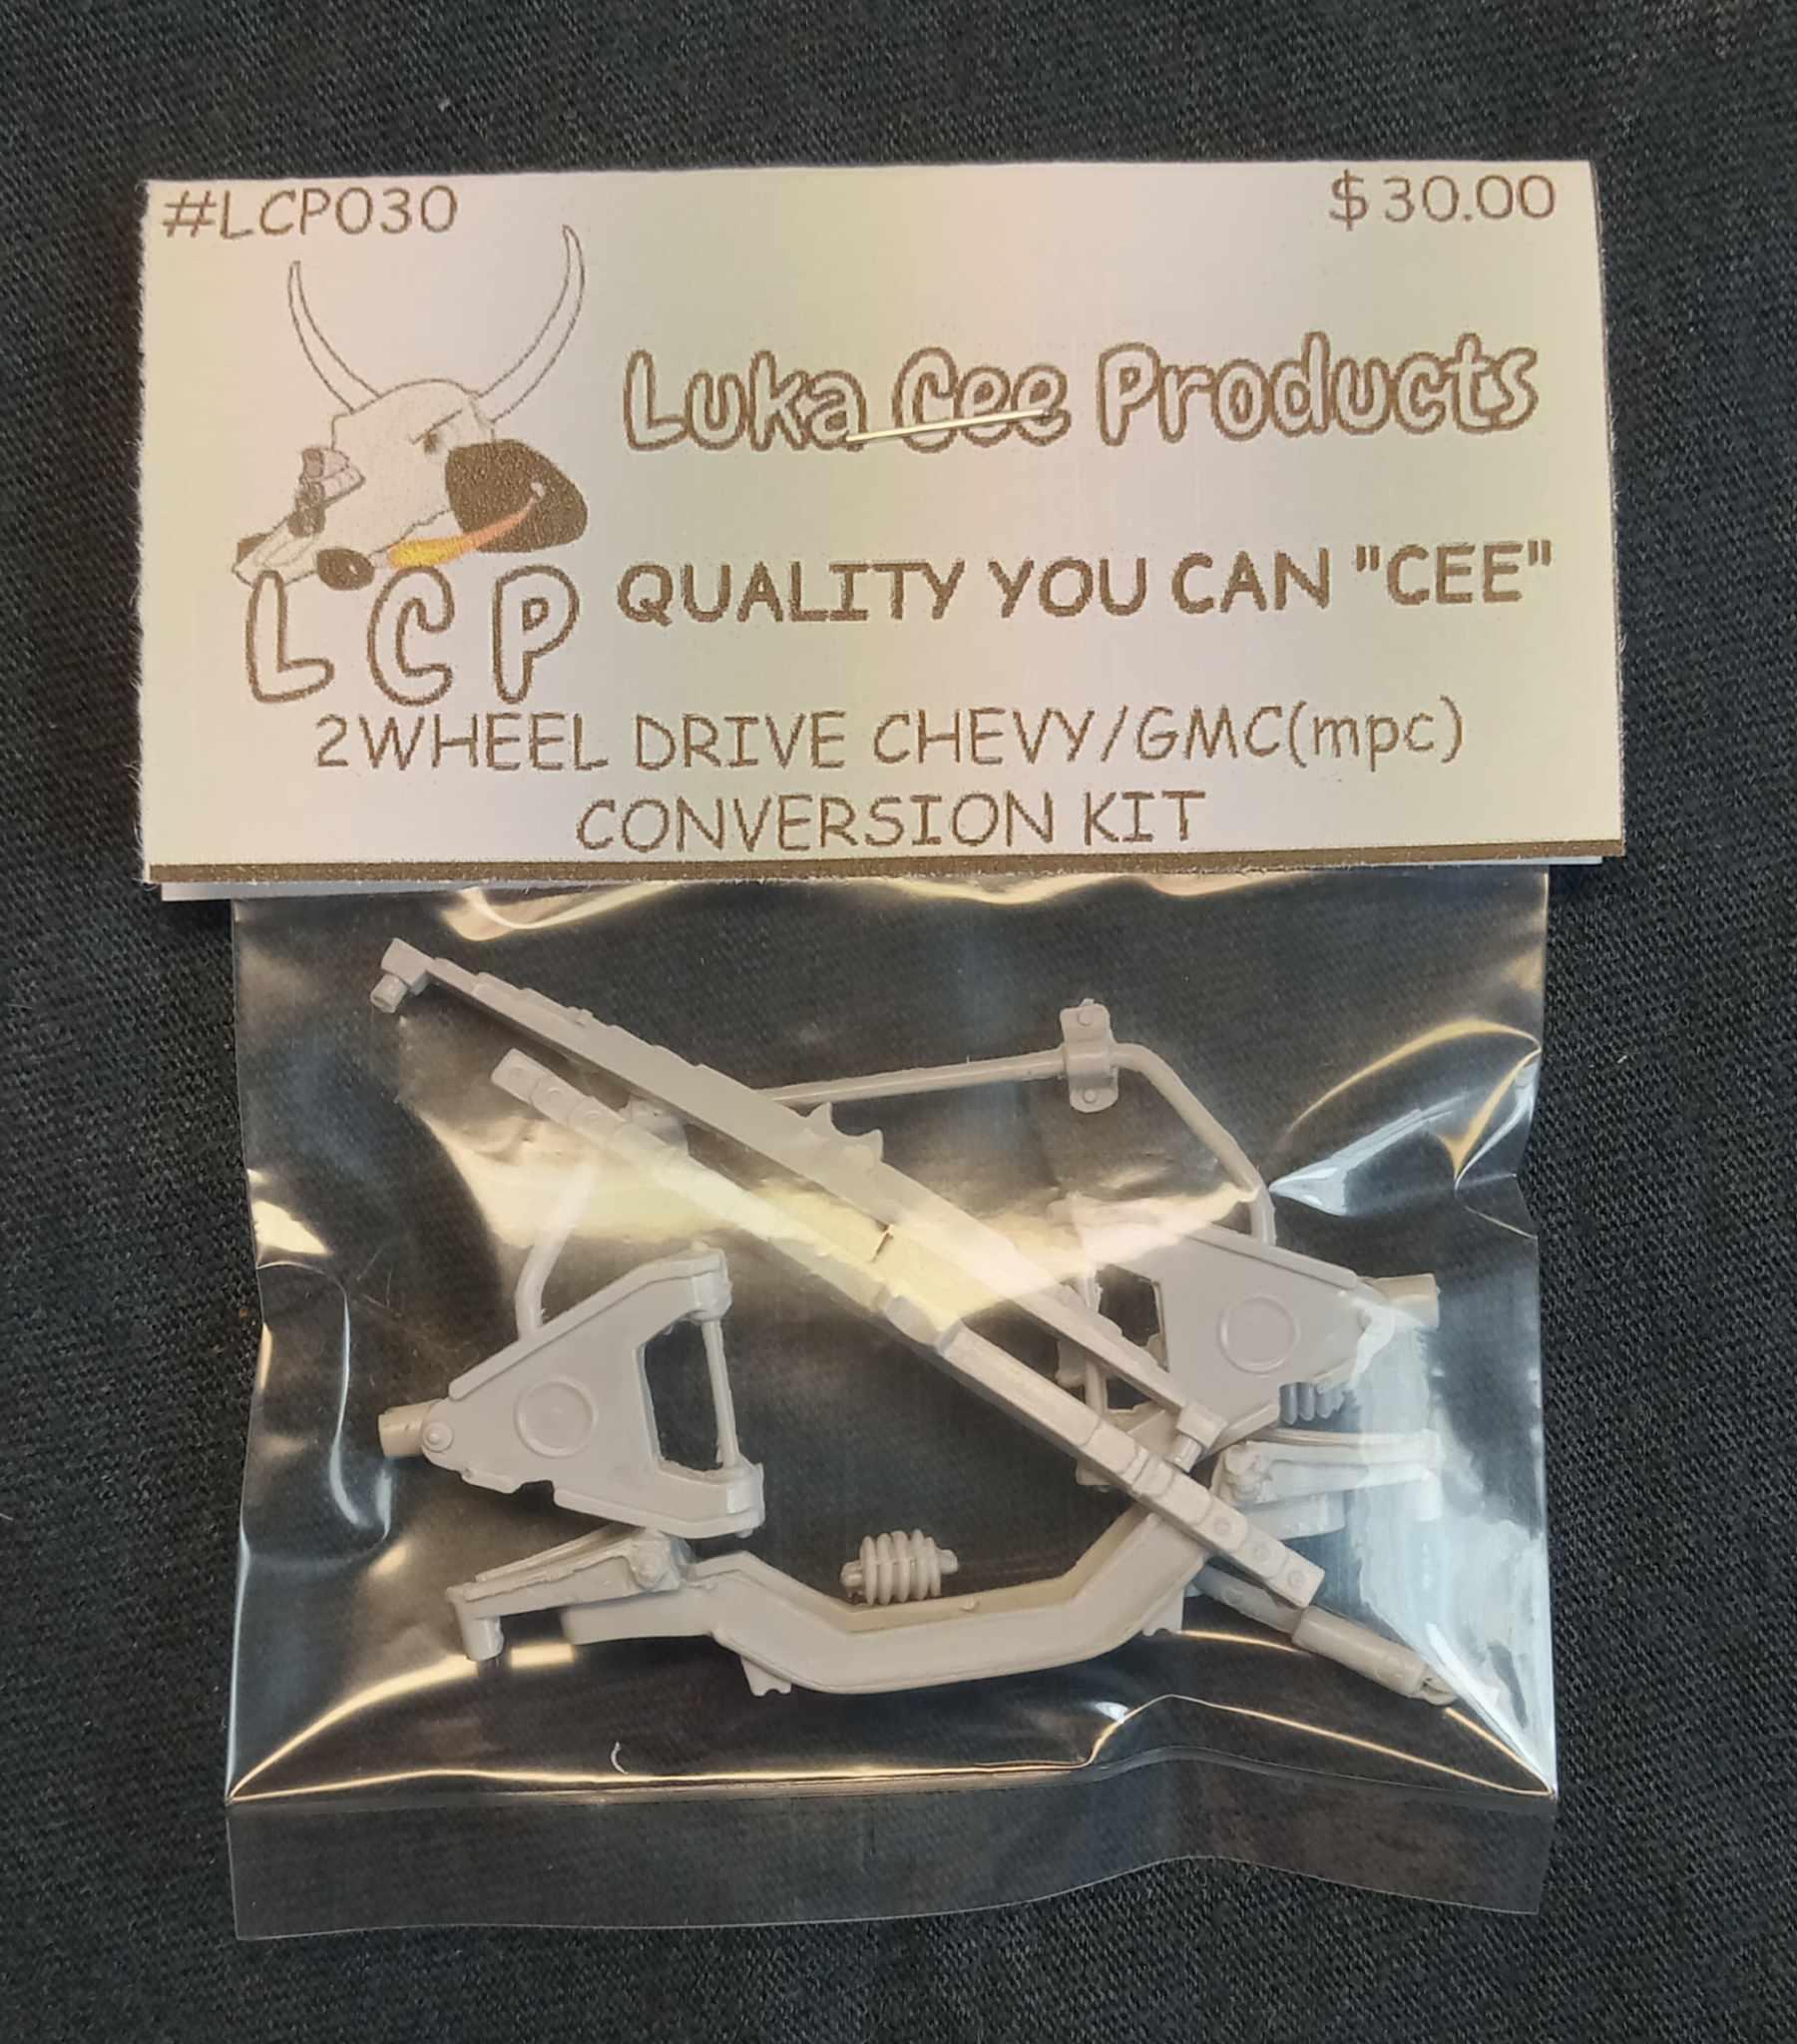 #LCP030
$30.00
Luka Cee Products
QUALITY YOU CAN "CEE"
LCP
2WHEEL DRIVE CHEVY/GMC(mpc)
CONVERSION KIT